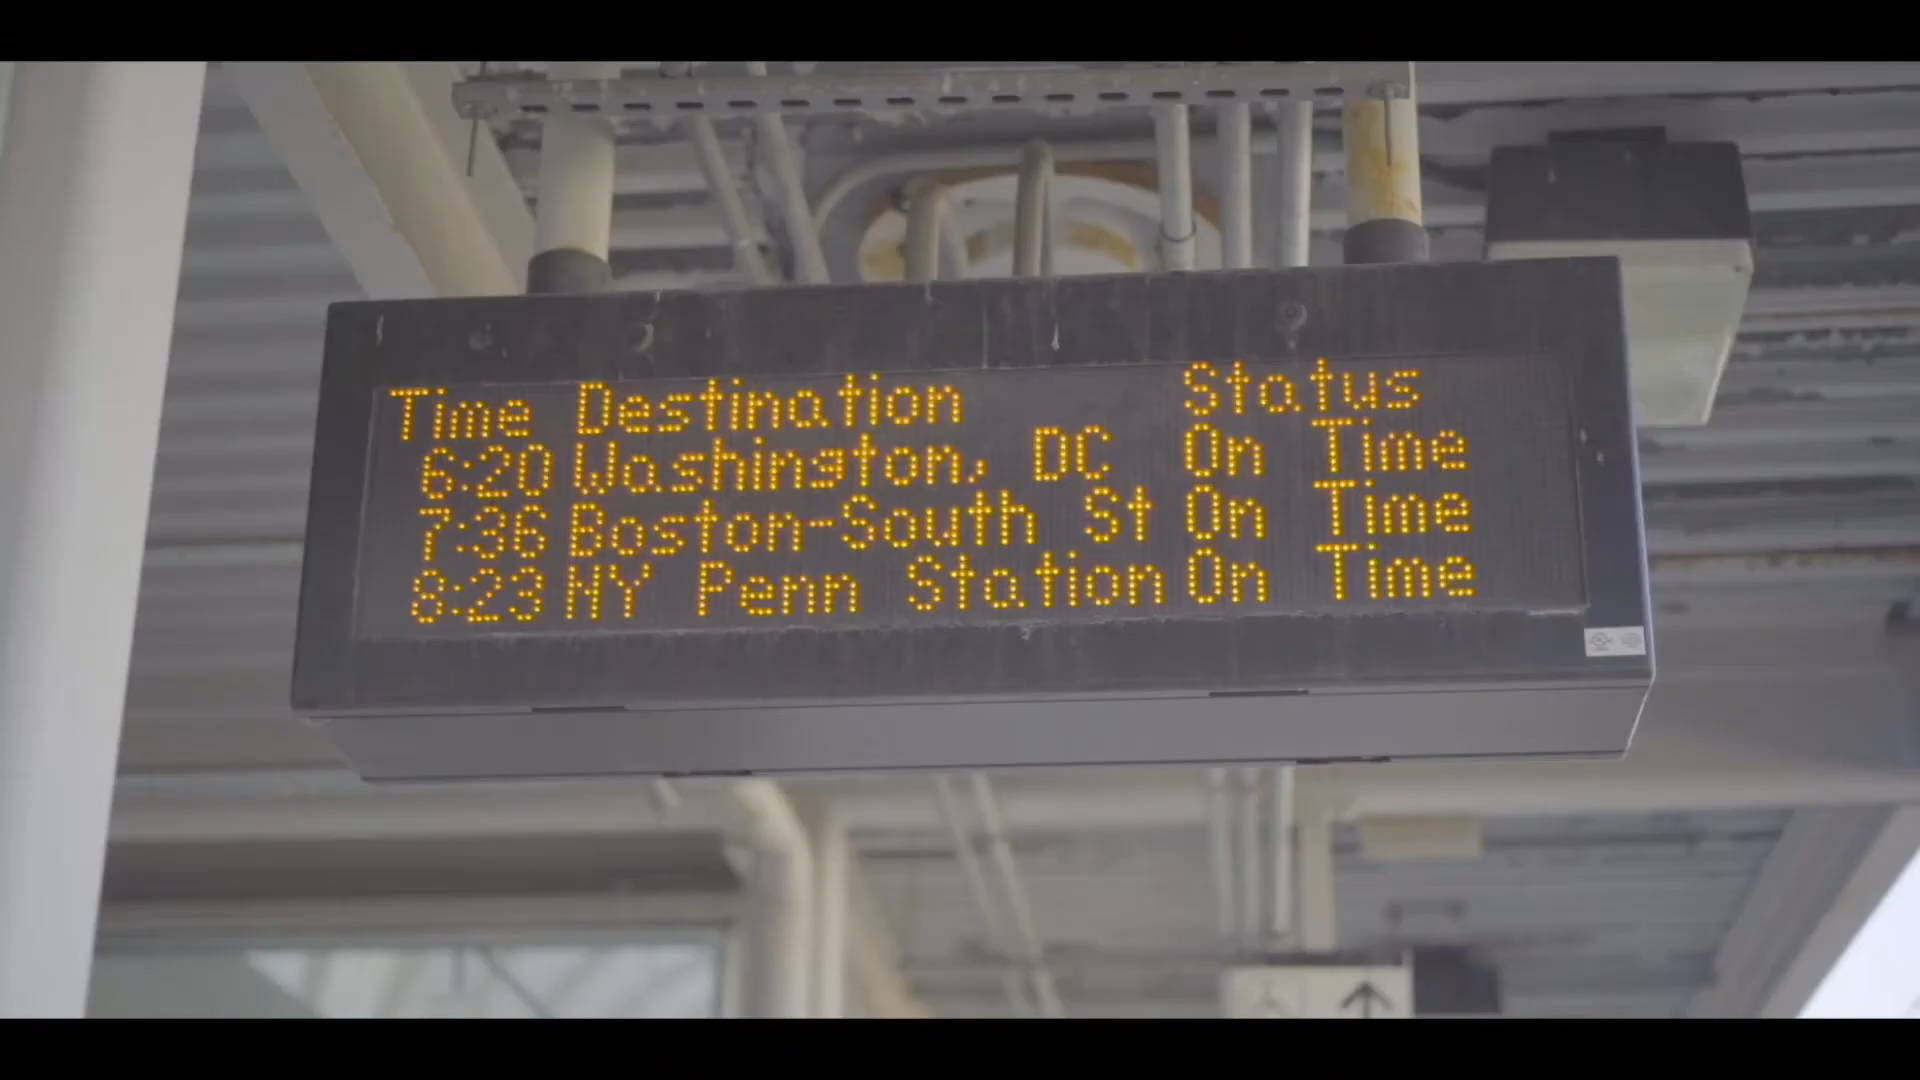 Time Destination Status
6:20 Washington, DC On Time
7:36 Boston-South St On Time
8:23 NY Penn Station On Time